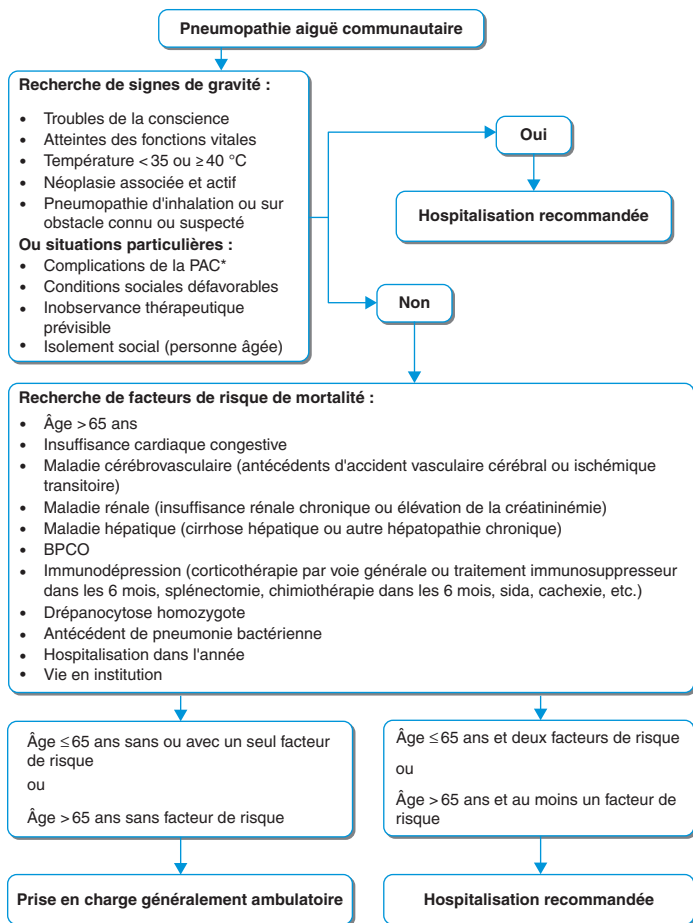 Pneumopathie aiguë communautaire
Recherche de signes de gravité :
• Troubles de la conscience
• Atteintes des fonctions vitales
• Température < 35 ou ≥ 40 °C
• Néoplasie associée et actif
• Pneumopathie d'inhalation ou sur
obstacle connu ou suspecté
Ou situations particulières :
• Complications de la PAC*
• Conditions sociales défavorables
• Inobservance thérapeutique
prévisible
• Isolement social (personne âgée)
Oui
Hospitalisation recommandée
Non
Recherche de facteurs de risque de mortalité :
• Âge > 65 ans
• Insuffisance cardiaque congestive
• Maladie cérébrovasculaire (antécédents d'accident vasculaire cérébral ou ischémique
transitoire)
• Maladie rénale (insuffisance rénale chronique ou élévation de la créatininémie)
• Maladie hépatique (cirrhose hépatique ou autre hépatopathie chronique)
• BPCO
• Immunodépression (corticothérapie par voie générale ou traitement immunosuppresseur
dans les 6 mois, splénectomie, chimiothérapie dans les 6 mois, sida, cachexie, etc.)
• Drépanocytose homozygote
• Antécédent de pneumonie bactérienne
• Hospitalisation dans l'année
• Vie en institution
Âge ≤ 65 ans sans ou avec un seul facteur
de risque
ou
Âge > 65 ans sans facteur de risque
Âge ≤ 65 ans et deux facteurs de risque
ou
Âge > 65 ans et au moins un facteur de
risque
Prise en charge généralement ambulatoire
Hospitalisation recommandée